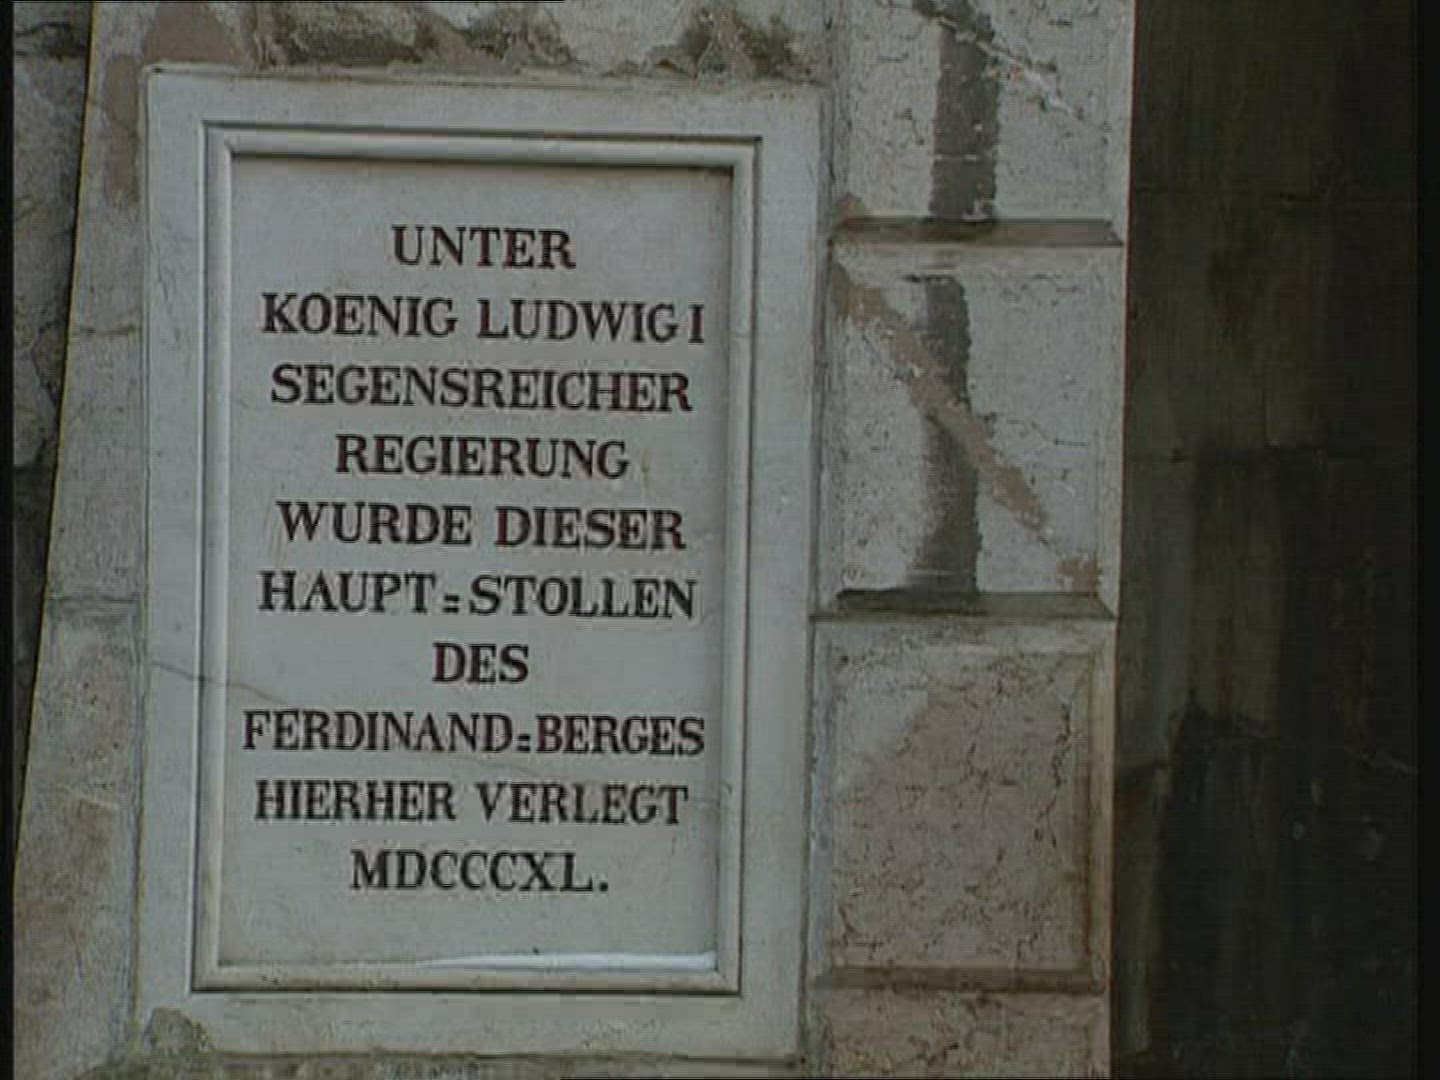 UNTER
KOENIG LUDWIG I
SEGENSREICHER
REGIERUNG
WURDE DIESER
HAUPT=STOLLEN
DES
FERDINAND=BERGES
HIERHER VERLEGT
MDCCCXL.